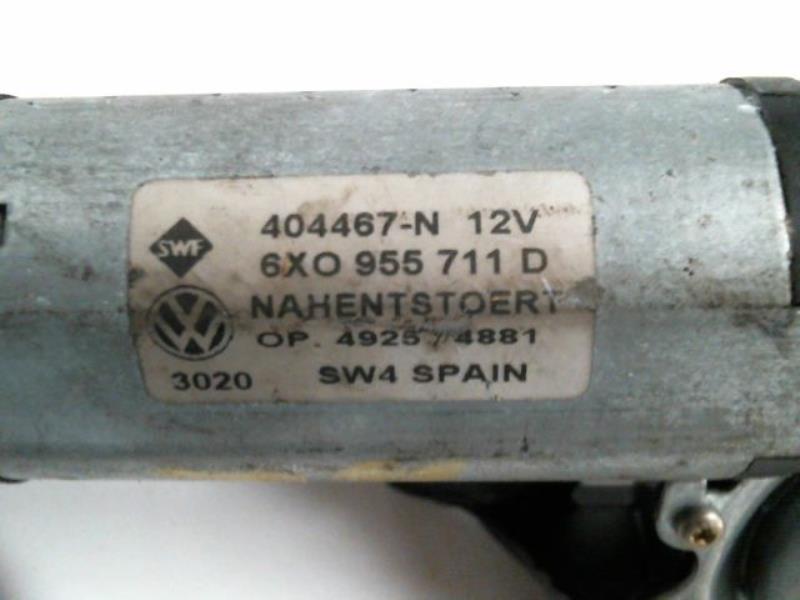 404467-N 12V
SWF
6XO 955 711 D
NAHENTSTOERT
OP. 4925 / 4881
3020 SW4 SPAIN